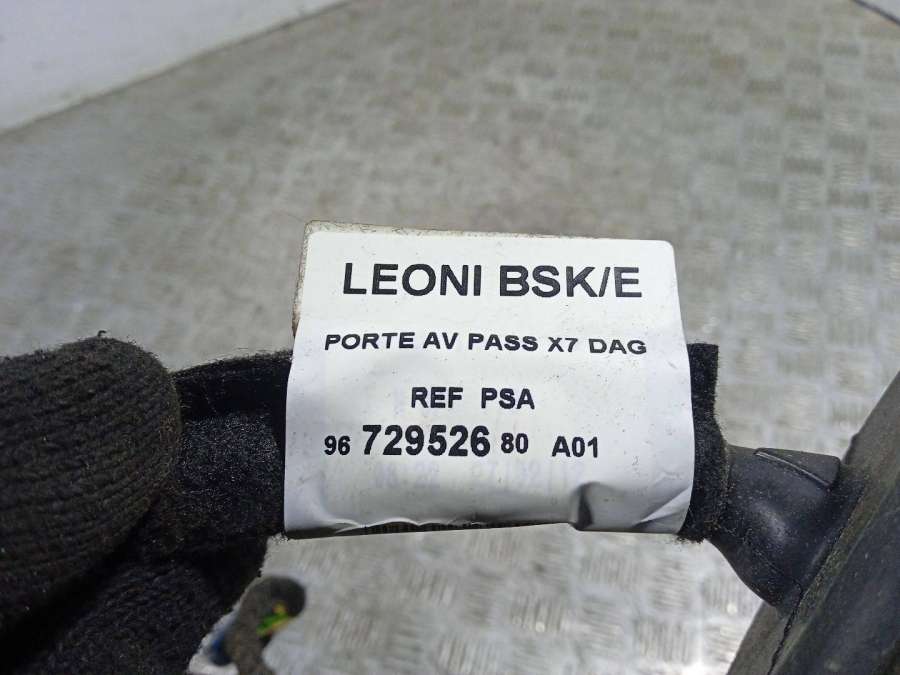 LEONI BSK/E
PORTE AV PASS X7 DAG
REF PSA
96 729526 80 A01